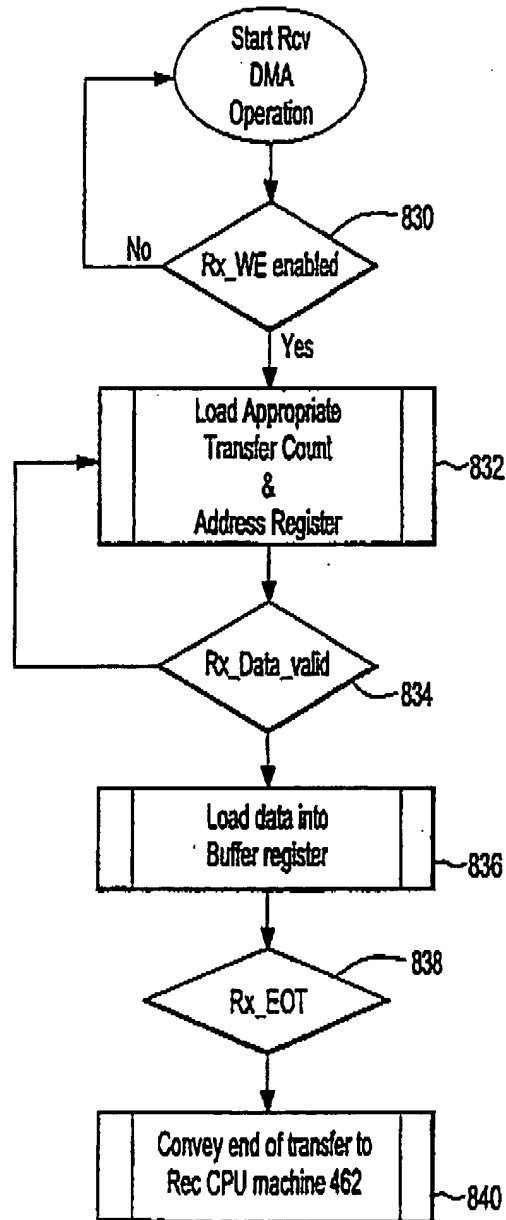 Start Rcv
DMA
Operation
830
No
Rx_WE enabled
Yes
Load Appropriate
Transfer Count
&
Address Register
832
Rx_Data_valid
834
Load data into
Buffer register
836
838
Rx_EOT
Convey end of transfer to
Rec CPU machine 462
840